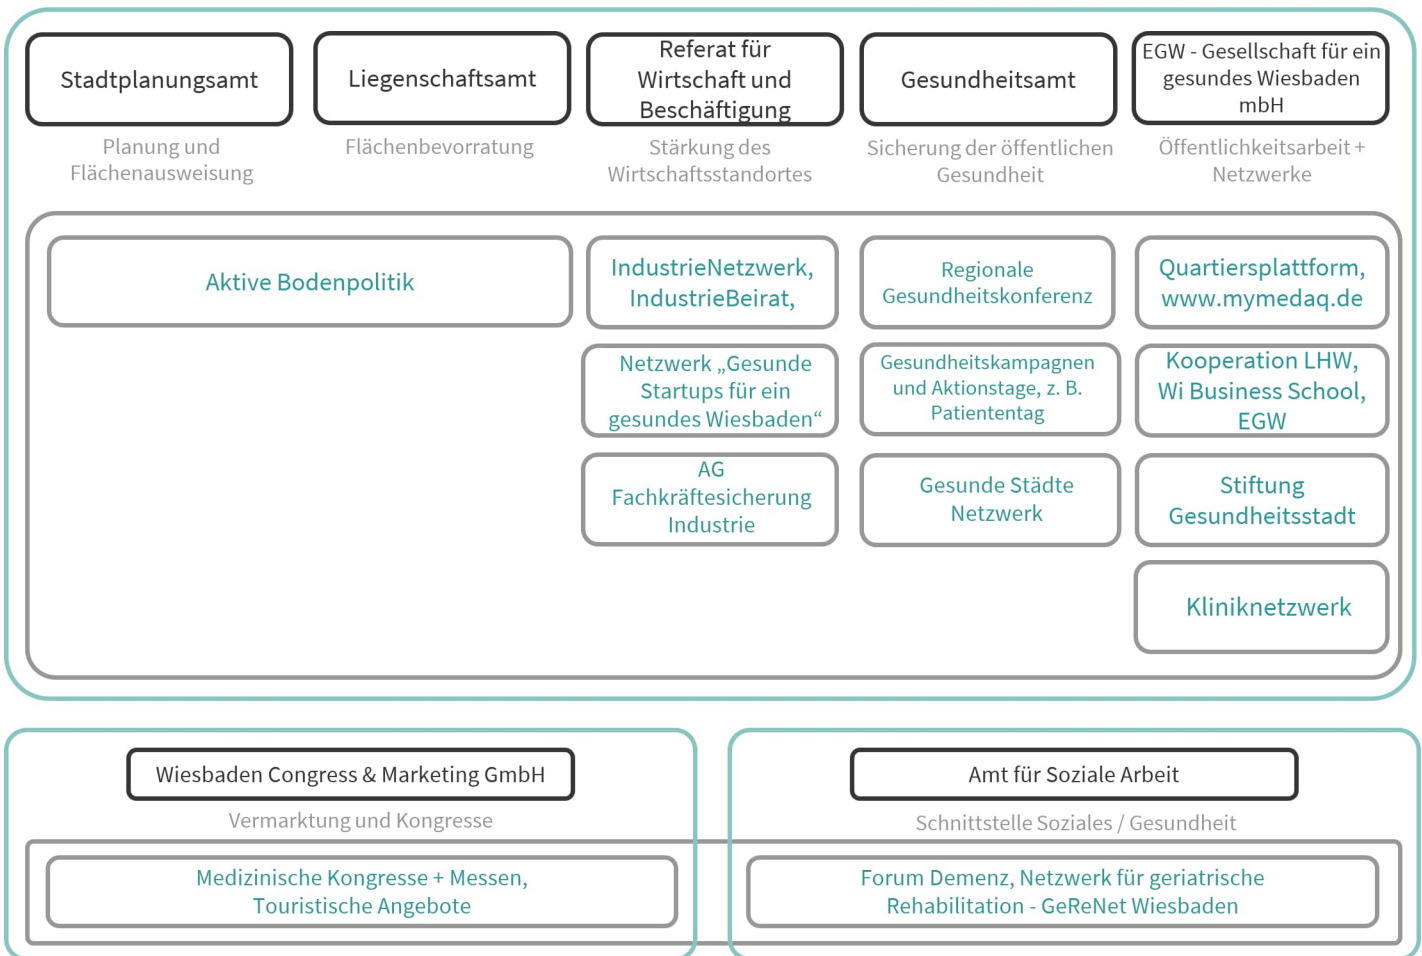 Stadtplanungsamt
Liegenschaftsamt
Referat für
Wirtschaft und
Beschäftigung
Gesundheitsamt
EGW - Gesellschaft für ein
gesundes Wiesbaden
mbH
Planung und
Flächenausweisung
Flächenbevorratung
Stärkung des
Wirtschaftsstandortes
Sicherung der öffentlichen
Gesundheit
Öffentlichkeitsarbeit +
Netzwerke
Aktive Bodenpolitik
IndustrieNetzwerk,
IndustrieBeirat,
Regionale
Gesundheitskonferenz
Quartiersplattform,
www.mymedaq.de
Netzwerk „Gesunde
Startups für ein
gesundes Wiesbaden“
Gesundheitskampagnen
und Aktionstage, z. B.
Patiententag
Kooperation LHW,
Wi Business School,
EGW
AG
Fachkräftesicherung
Industrie
Gesunde Städte
Netzwerk
Stiftung
Gesundheitsstadt
Kliniknetzwerk
Wiesbaden Congress & Marketing GmbH
Vermarktung und Kongresse
Medizinische Kongresse + Messen,
Touristische Angebote
Amt für Soziale Arbeit
Schnittstelle Soziales / Gesundheit
Forum Demenz, Netzwerk für geriatrische
Rehabilitation - GeReNet Wiesbaden